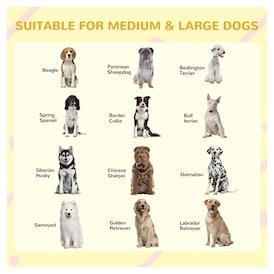 SUITABLE FOR MEDIUM & LARGE DOGS
Beagle
Pyrenean
Sheepdog
Bedlington
Terrier
Spring
Spaniel
Border
Collie
Bull
terrier
Siberian
Husky
Chinese
Sharpei
Dalmatian
Samoyed
Golden
Retriever
Labrador
Retriever